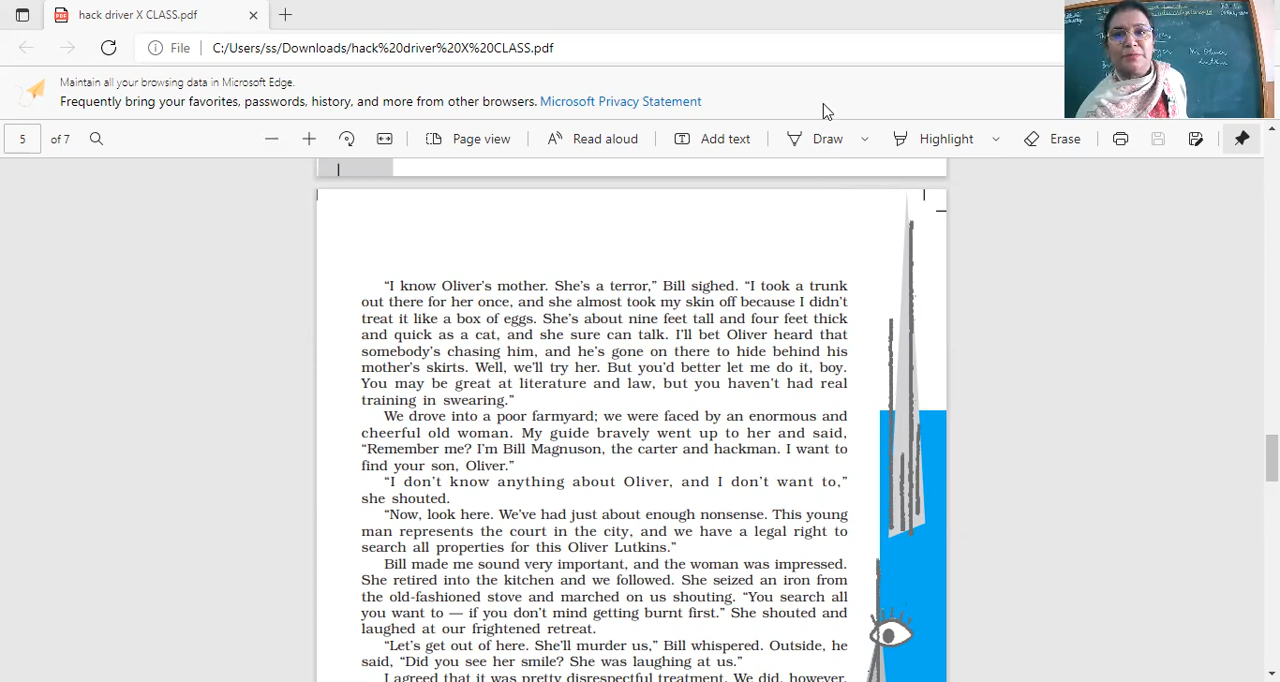 hack driver X CLASS.pdf
File C:/Users/ss/Downloads/hack%20driver%20X%20CLASS.pdf
Maintain all your browsing data in Microsoft Edge.
Frequently bring your favorites, passwords, history, and more from other browsers. Microsoft Privacy Statement
5 of 7 Page view Read aloud Add text Draw Highlight Erase
“I know Oliver’s mother. She’s a terror,” Bill sighed. “I took a trunk
out there for her once, and she almost took my skin off because I didn’t
treat it like a box of eggs. She’s about nine feet tall and four feet thick
and quick as a cat, and she sure can talk. I’ll bet Oliver heard that
somebody’s chasing him, and he’s gone on there to hide behind his
mother’s skirts. Well, we’ll try her. But you’d better let me do it, boy.
You may be great at literature and law, but you haven’t had real
training in swearing.”
We drove into a poor farmyard; we were faced by an enormous and
cheerful old woman. My guide bravely went up to her and said,
“Remember me? I’m Bill Magnuson, the carter and hackman. I want to
find your son, Oliver.”
“I don’t know anything about Oliver, and I don’t want to,”
she shouted.
“Now, look here. We’ve had just about enough nonsense. This young
man represents the court in the city, and we have a legal right to
search all properties for this Oliver Lutkins.”
Bill made me sound very important, and the woman was impressed.
She retired into the kitchen and we followed. She seized an iron from
the old-fashioned stove and marched on us shouting. “You search all
you want to — if you don’t mind getting burnt first.” She shouted and
laughed at our frightened retreat.
“Let’s get out of here. She’ll murder us,” Bill whispered. Outside, he
said, “Did you see her smile? She was laughing at us.”
I agreed that it was pretty disrespectful treatment. We did, however,